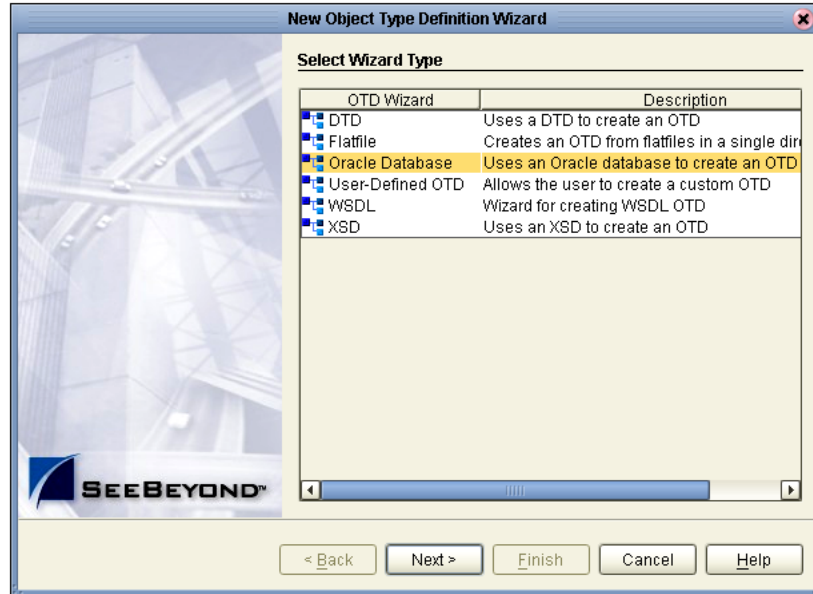 New Object Type Definition Wizard
Select Wizard Type
OTD Wizard Description
DTD Uses a DTD to create an OTD
Flatfile Creates an OTD from flatfiles in a single dire
Oracle Database Uses an Oracle database to create an OTD
User-Defined OTD Allows the user to create a custom OTD
WSDL Wizard for creating WSDL OTD
XSD Uses an XSD to create an OTD
SEEBEYOND™
< Back Next > Finish Cancel Help